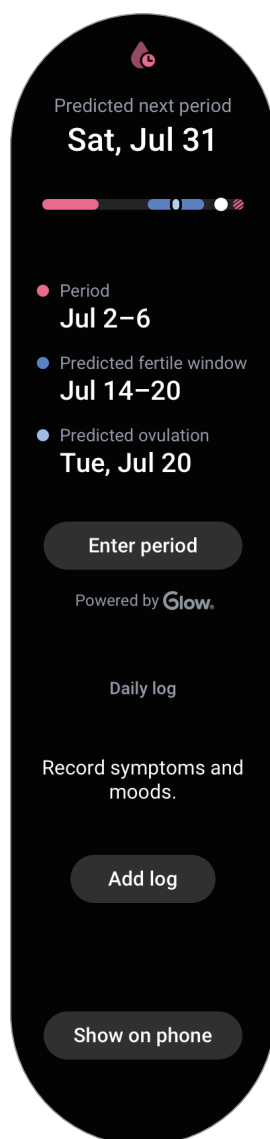 Predicted next period
Sat, Jul 31
Period
Jul 2–6
Predicted fertile window
Jul 14–20
Predicted ovulation
Tue, Jul 20
Enter period
Powered by Glow.
Daily log
Record symptoms and
moods.
Add log
Show on phone